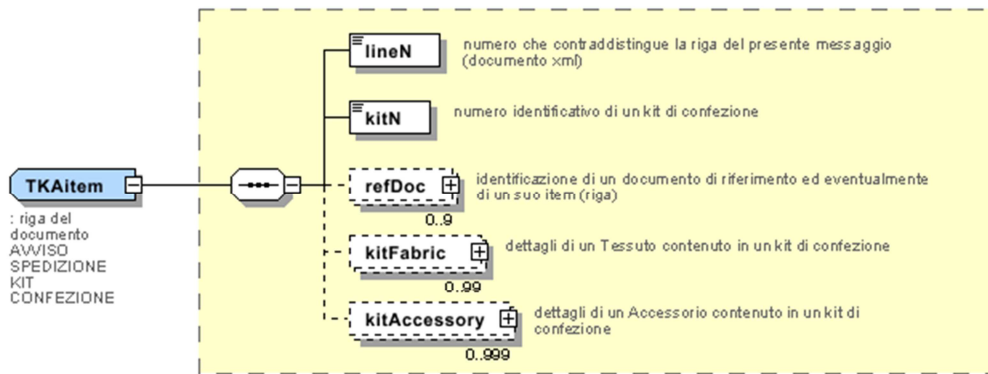 lineN
numero che contraddistingue la riga del presente messaggio
(documento xml)
kitN
numero identificativo di un kit di confezione
TKAitem
: riga del
documento
AVVISO
SPEDIZIONE
KIT
CONFEZIONE
refDoc
identificazione di un documento di riferimento ed eventualmente
di un suo item (riga)
0..9
kitFabric
dettagli di un Tessuto contenuto in un kit di confezione
0..99
kitAccessory
dettagli di un Accessorio contenuto in un kit di
confezione
0..999